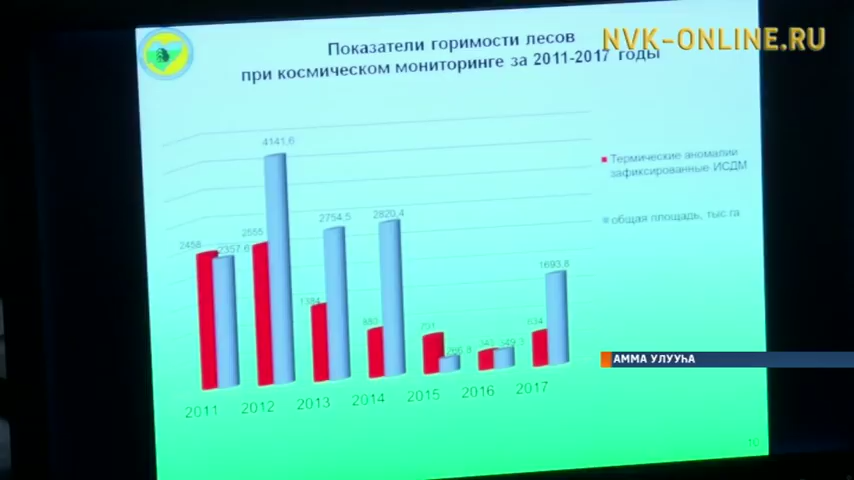 NVK-ONLINE.RU
Показатели горимости лесов
при космическом мониторинге за 2011-2017 годы
4141,6
2458
2357,6
2555
2754,5
2820,4
1384
1693,8
Термические аномалии
зафиксированные ИСДМ
общая площадь, тыс га
АММА УЛУУҺА
2011 2012 2013 2014 2015 2016 2017
10